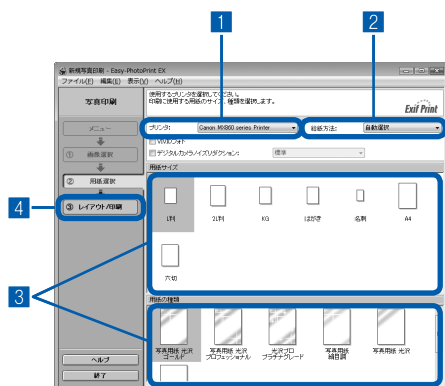 1
2
新規写真印刷 - Easy-PhotoPrint EX
ファイル(F) 編集(E) 表示(V) ヘルプ(H)
写真印刷
使用するプリンタを選択してください。
印刷に使用する用紙のサイズ、種類を選択します。
Exif Print
メニュー
プリンタ: Canon MX860 series Printer
給紙方法: 自動選択
VIVIDフォト
① 画像選択
デジタルカメラノイズリダクション: 標準
② 用紙選択
用紙サイズ
4
③ レイアウト/印刷
L判
2L判
KG
はがき
名刺
A4
六切
3
用紙の種類
写真用紙 光沢 ゴールド
写真用紙 光沢 プロフェッショナル
光沢プロ プラチナグレード
写真用紙 絹目調
写真用紙 光沢
ヘルプ
終了